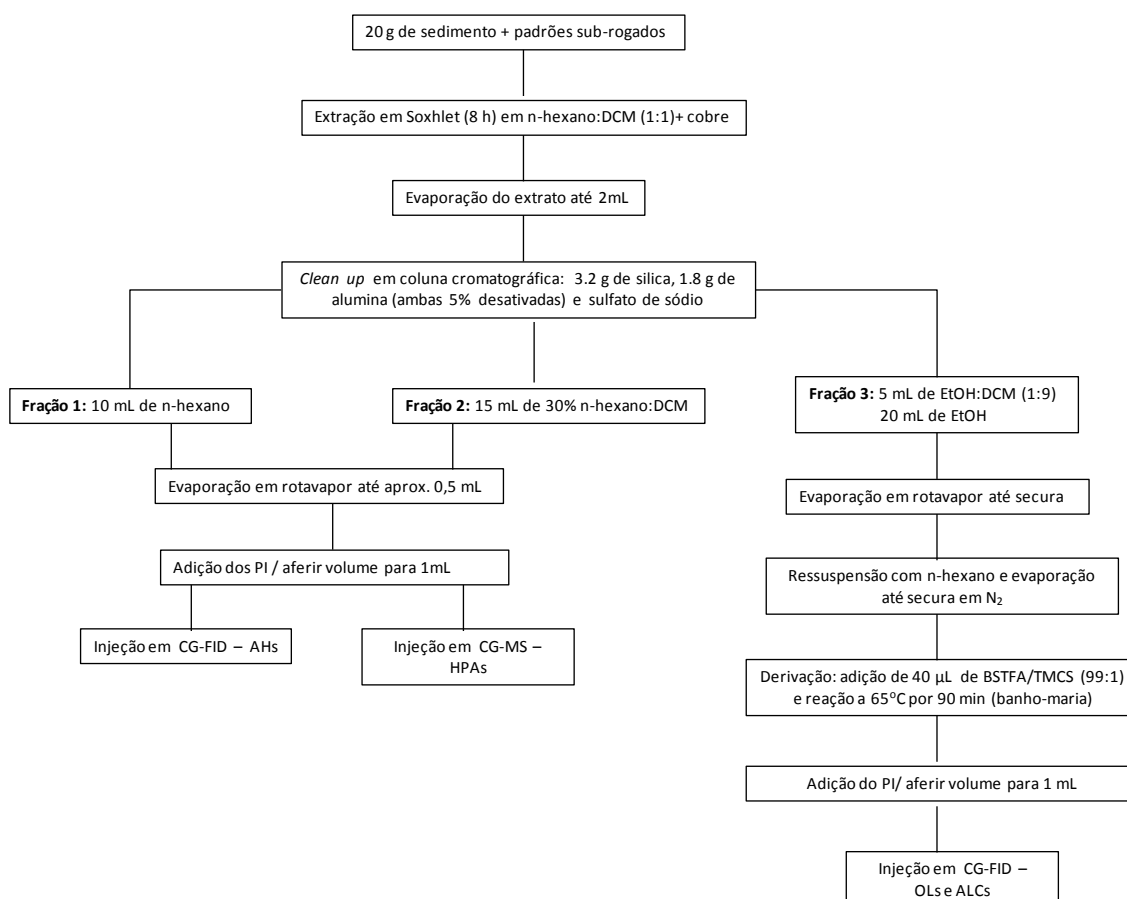 20 g de sedimento + padrões sub-rogados
Extração em Soxhlet (8 h) em n-hexano:DCM (1:1)+ cobre
Evaporação do extrato até 2mL
Clean up em coluna cromatográfica: 3.2 g de silica, 1.8 g de
alumina (ambas 5% desativadas) e sulfato de sódio
Fração 1: 10 mL de n-hexano
Fração 2: 15 mL de 30% n-hexano:DCM
Fração 3: 5 mL de EtOH:DCM (1:9)
20 mL de EtOH
Evaporação em rotavapor até aprox. 0,5 mL
Evaporação em rotavapor até secura
Adição dos PI / aferir volume para 1mL
Ressuspensão com n-hexano e evaporação
até secura em N₂
Injeção em CG-FID – AHs
Injeção em CG-MS –
HPAs
Derivação: adição de 40 µL de BSTFA/TMCS (99:1)
e reação a 65°C por 90 min (banho-maria)
Adição do PI/ aferir volume para 1 mL
Injeção em CG-FID –
OLs e ALCs